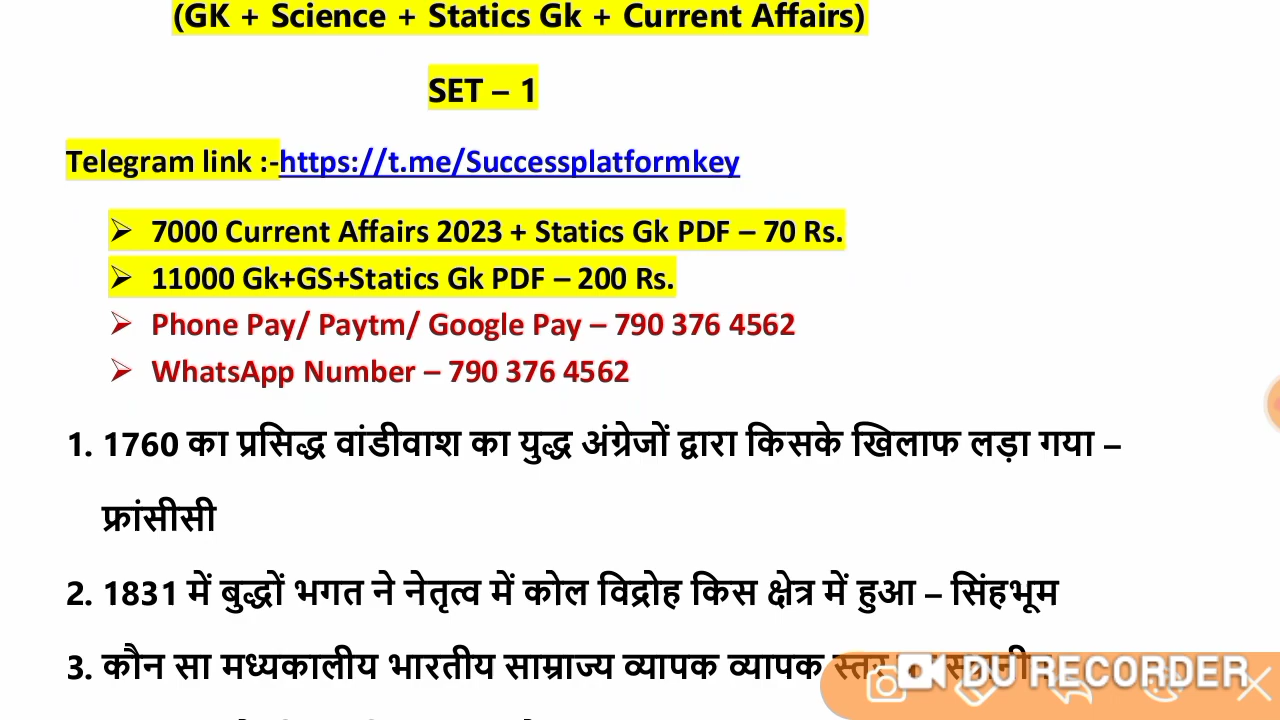 (GK + Science + Statics Gk + Current Affairs)
SET – 1
Telegram link :-https://t.me/Successplatformkey
➢ 7000 Current Affairs 2023 + Statics Gk PDF – 70 Rs.
➢ 11000 Gk+GS+Statics Gk PDF – 200 Rs.
➢ Phone Pay/ Paytm/ Google Pay – 790 376 4562
➢ WhatsApp Number – 790 376 4562
1. 1760 का प्रसिद्ध वांडीवाश का युद्ध अंग्रेजों द्वारा किसके खिलाफ लड़ा गया –
फ्रांसीसी
2. 1831 में बुद्धों भगत ने नेतृत्व में कोल विद्रोह किस क्षेत्र में हुआ – सिंहभूम
3. कौन सा मध्यकालीय भारतीय साम्राज्य व्यापक व्यापक स्तर
DU RECORDER